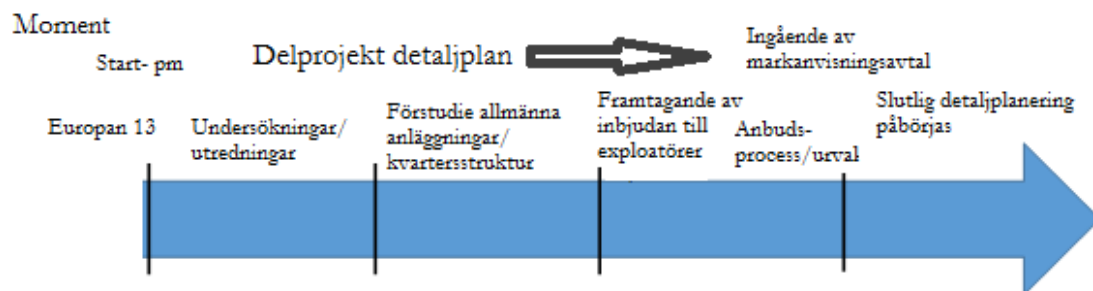 Moment
Start- pm
Delprojekt detaljplan
Ingående av
markanvisningsavtal
Europan 13
Undersökningar/
utredningar
Förstudie allmänna
anläggningar/
kvartersstruktur
Framtagande av
inbjudan till
exploatörer
Anbuds-
process/urval
Slutlig detaljplanering
påbörjas